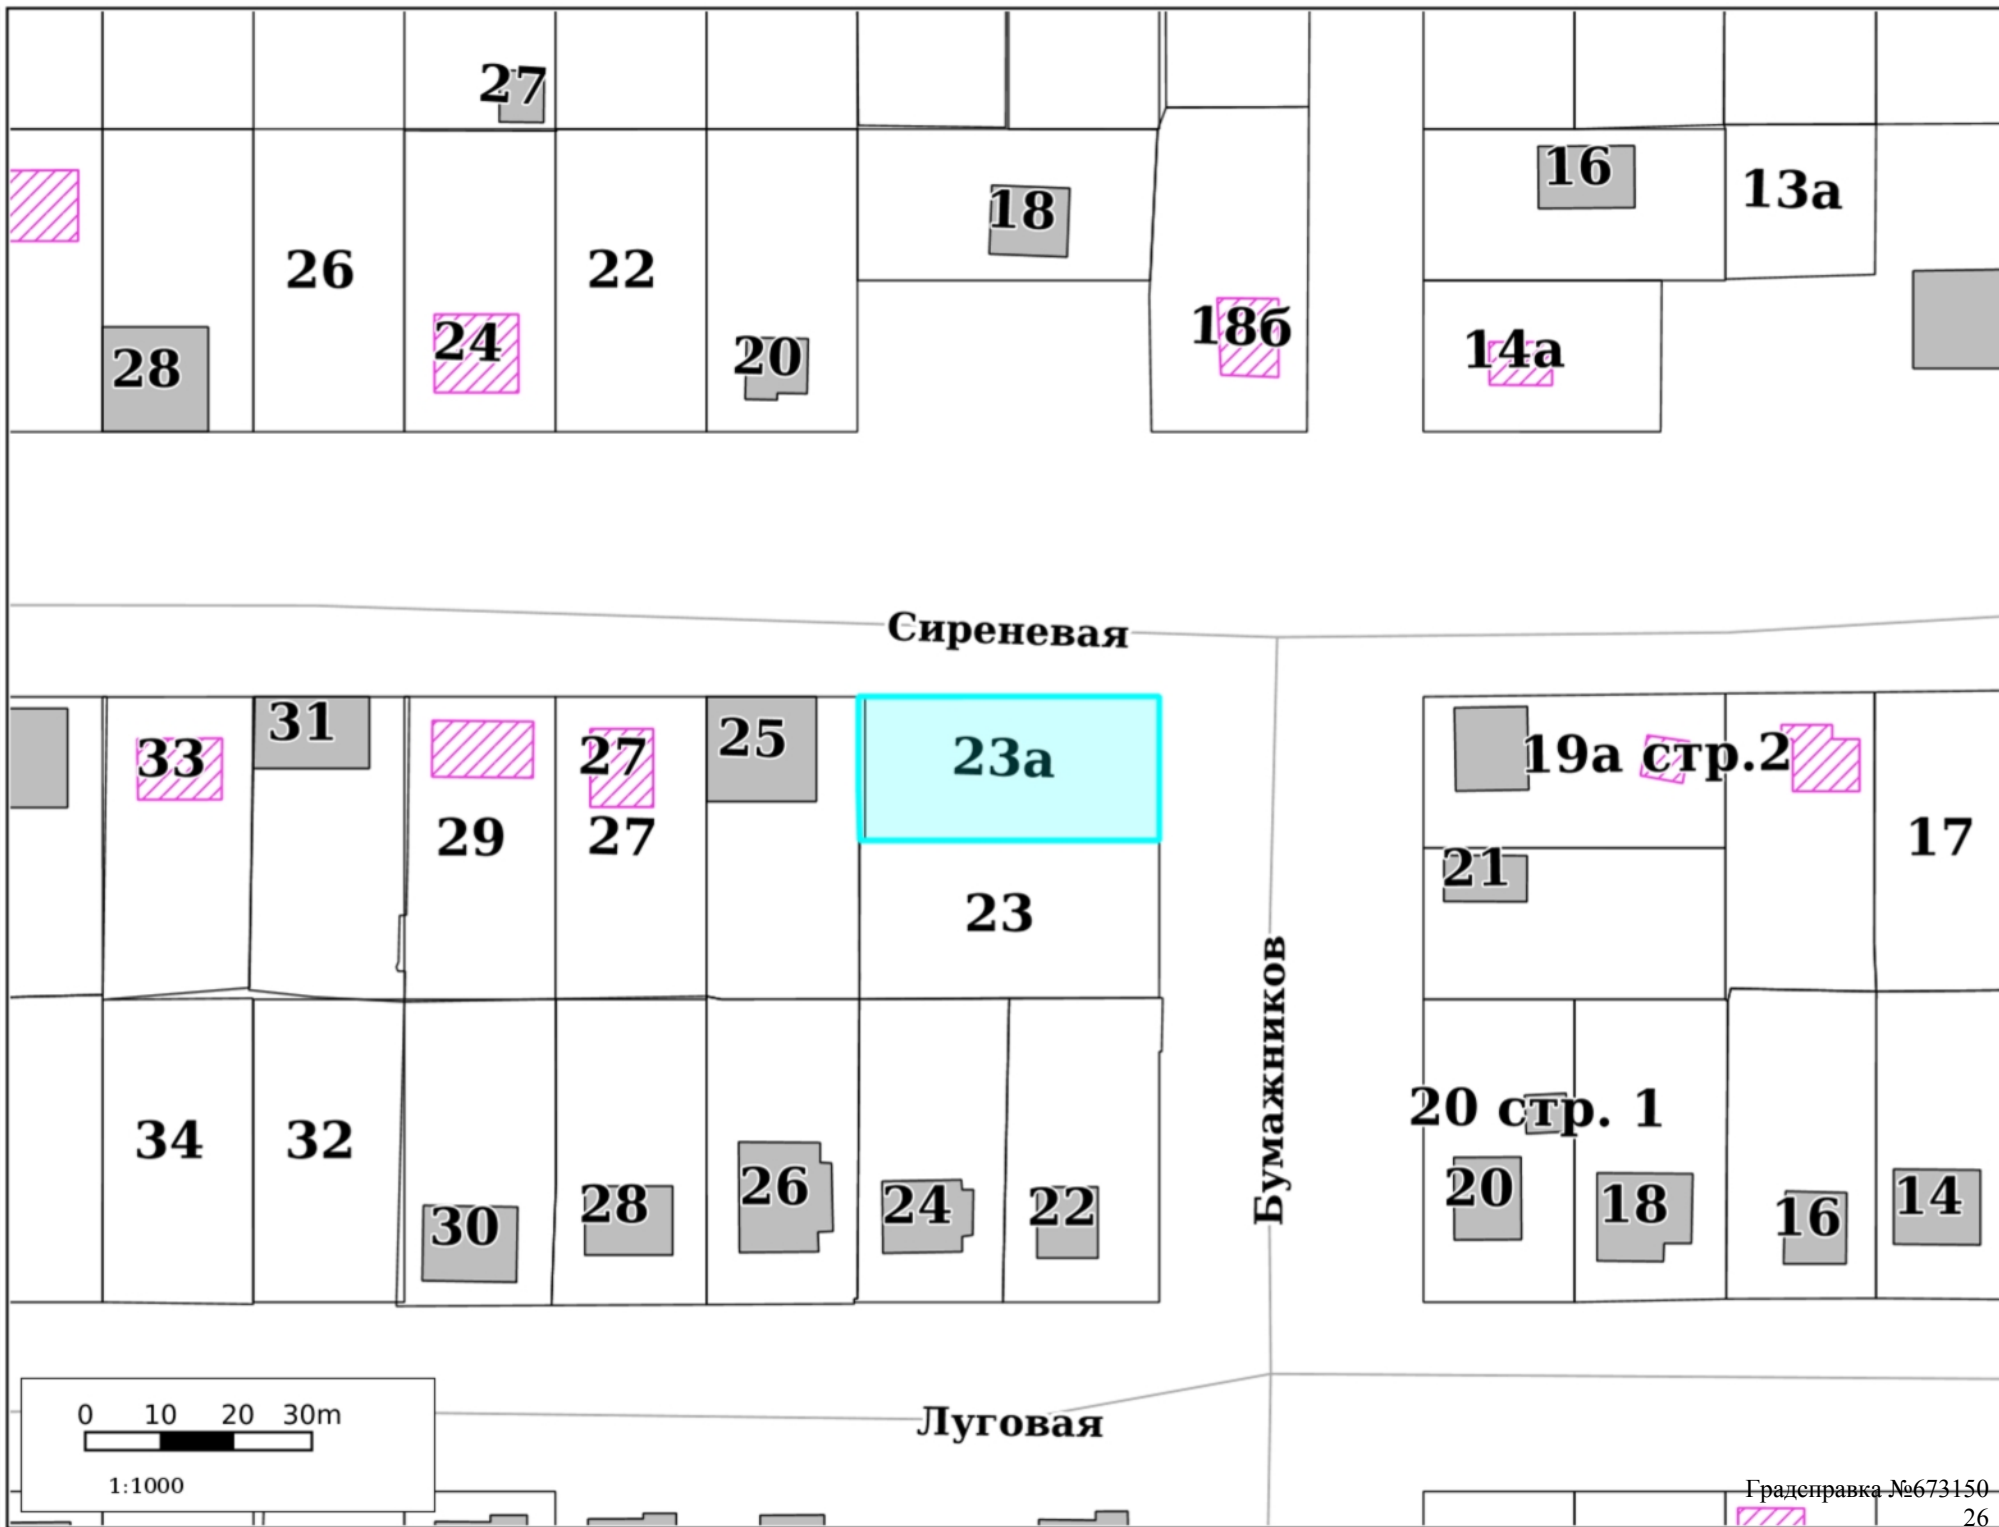 27
16
13а
18
26
22
18б
24
14а
20
28
Сиреневая
31
25
19а стр.2
33
27
23а
29
27
17
21
23
Бумажников
20 стр. 1
34
32
26
20
14
28
24
22
18
30
16
0 10 20 30m
1:1000
Луговая
Градсправка №673150
26